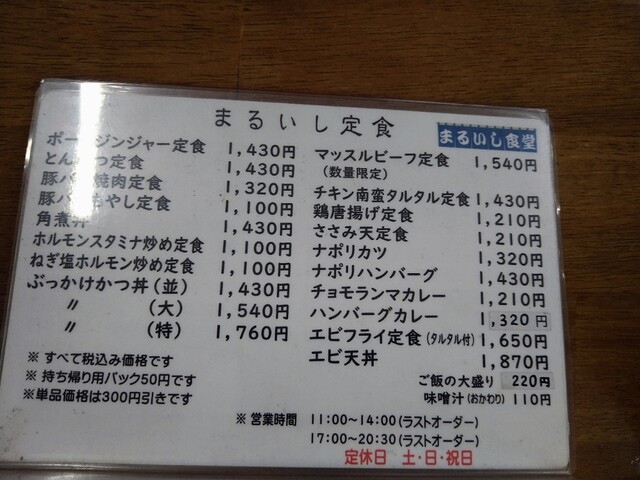 まるいし定食
まるいし食堂
ポークジンジャー定食 1,430円
とんかつ定食 1,430円
豚バラ焼肉定食 1,320円
豚バラもやし定食 1,100円
角煮丼 1,430円
ホルモンスタミナ炒め定食 1,100円
ねぎ塩ホルモン炒め定食 1,100円
ぶっかけかつ丼(並) 1,430円
〃 (大) 1,540円
〃 (特) 1,760円
※ すべて税込み価格です
※ 持ち帰り用パック50円です
※単品価格は300円引きです
マッスルビーフ定食 1,540円
(数量限定)
チキン南蛮タルタル定食 1,430円
鶏唐揚げ定食 1,210円
ささみ天定食 1,210円
ナポリカツ 1,320円
ナポリハンバーグ 1,430円
チョモランマカレー 1,210円
ハンバーグカレー 1,320円
エビフライ定食(タルタル付) 1,650円
エビ天丼 1,870円
ご飯の大盛り 220円
味噌汁(おかわり) 110円
※ 営業時間 11:00~14:00(ラストオーダー)
17:00~20:30(ラストオーダー)
定休日 土・日・祝日